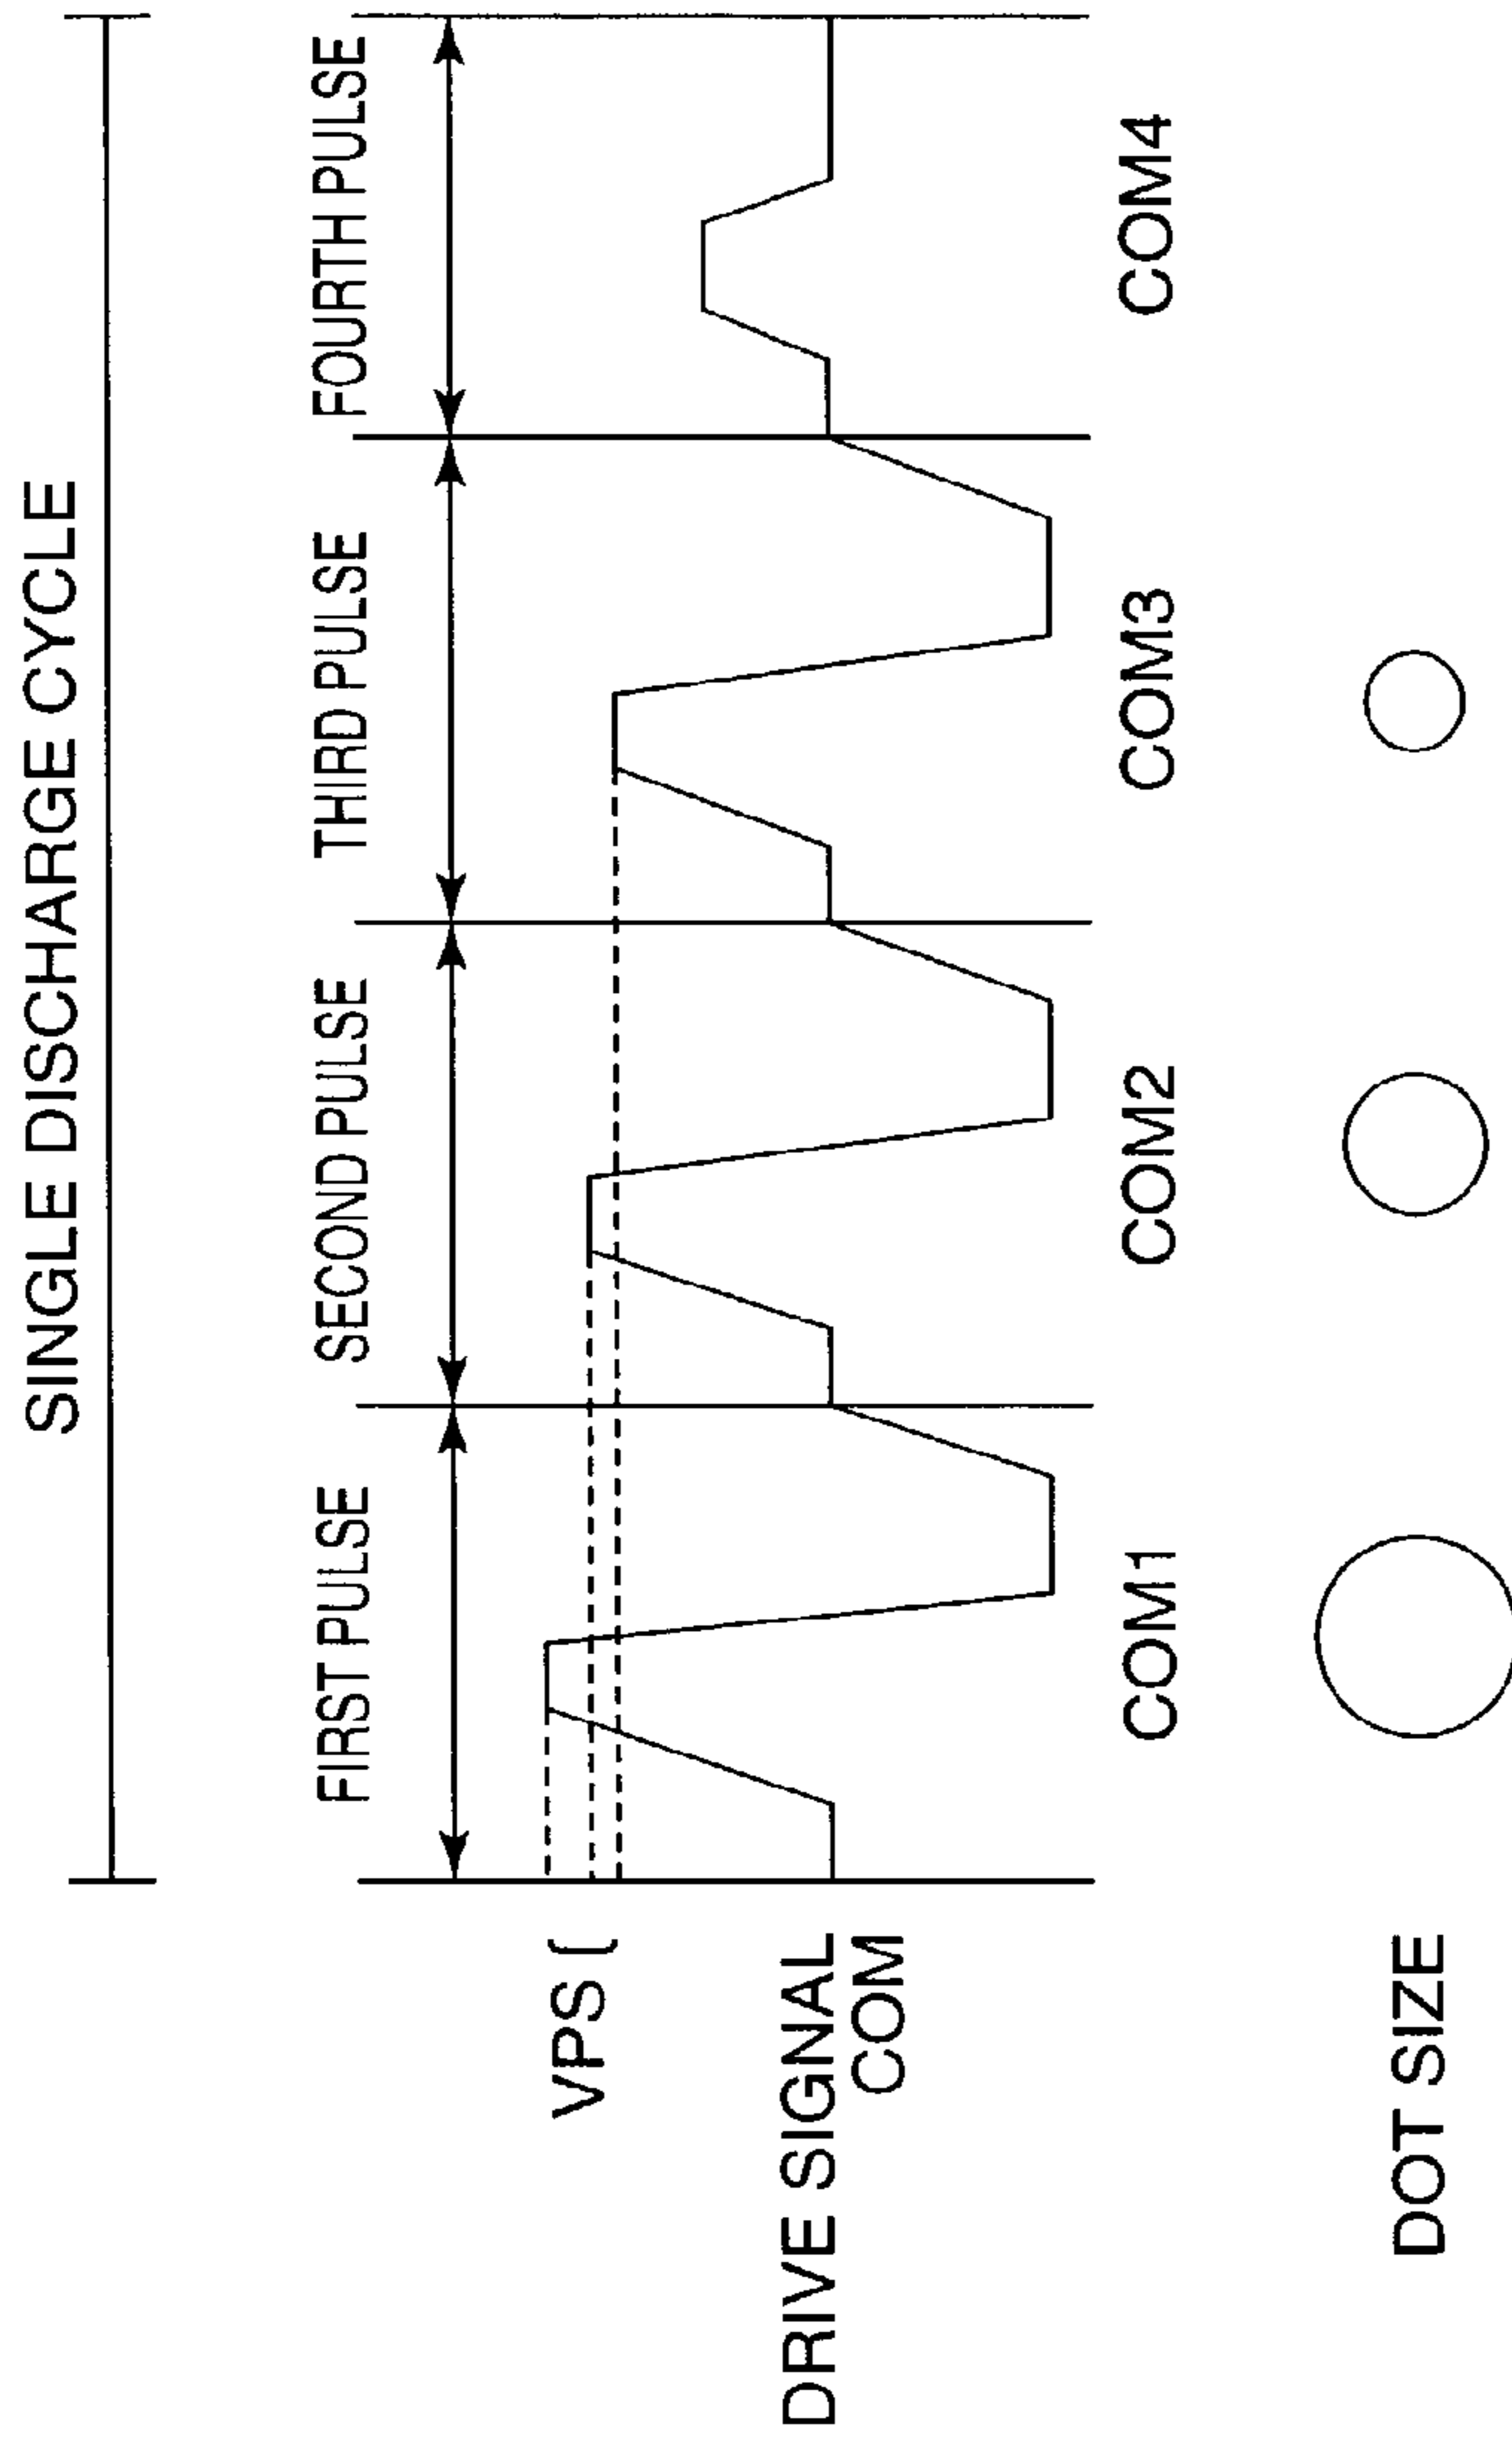 SINGLE DISCHARGE CYCLE
FIRST PULSE
SECOND PULSE
THIRD PULSE
FOURTH PULSE
VPS {
DRIVE SIGNAL
COM
COM1
COM2
COM3
COM4
DOT SIZE